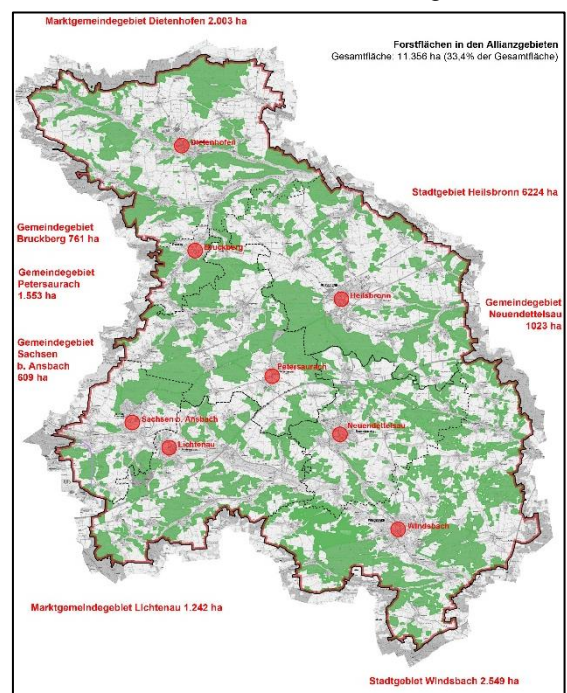 Marktgemeindegebiet Dietenhofen 2.003 ha
Forstflächen in den Allianzgebieten
Gesamtfläche: 11.356 ha (33,4% der Gesamtfläche)
Dietenhofen
Stadtgebiet Heilsbronn 6224 ha
Gemeindegebiet
Bruckborg 761 ha
Bruckberg
Gemeindegebiet
Petersaurach
1.553 ha
Heilsbronn
Gemeindegebiet
Neuendettelsau
1023 ha
Gemeindegebiet
Sachsen
b. Ansbach
609 ha
Petersaurach
Sachsen b. Ansbach
Neuendettelsau
Lichtenau
Windsbach
Marktgemeindegebiet Lichtenau 1.242 ha
Stadtgebiet Windsbach 2.549 ha